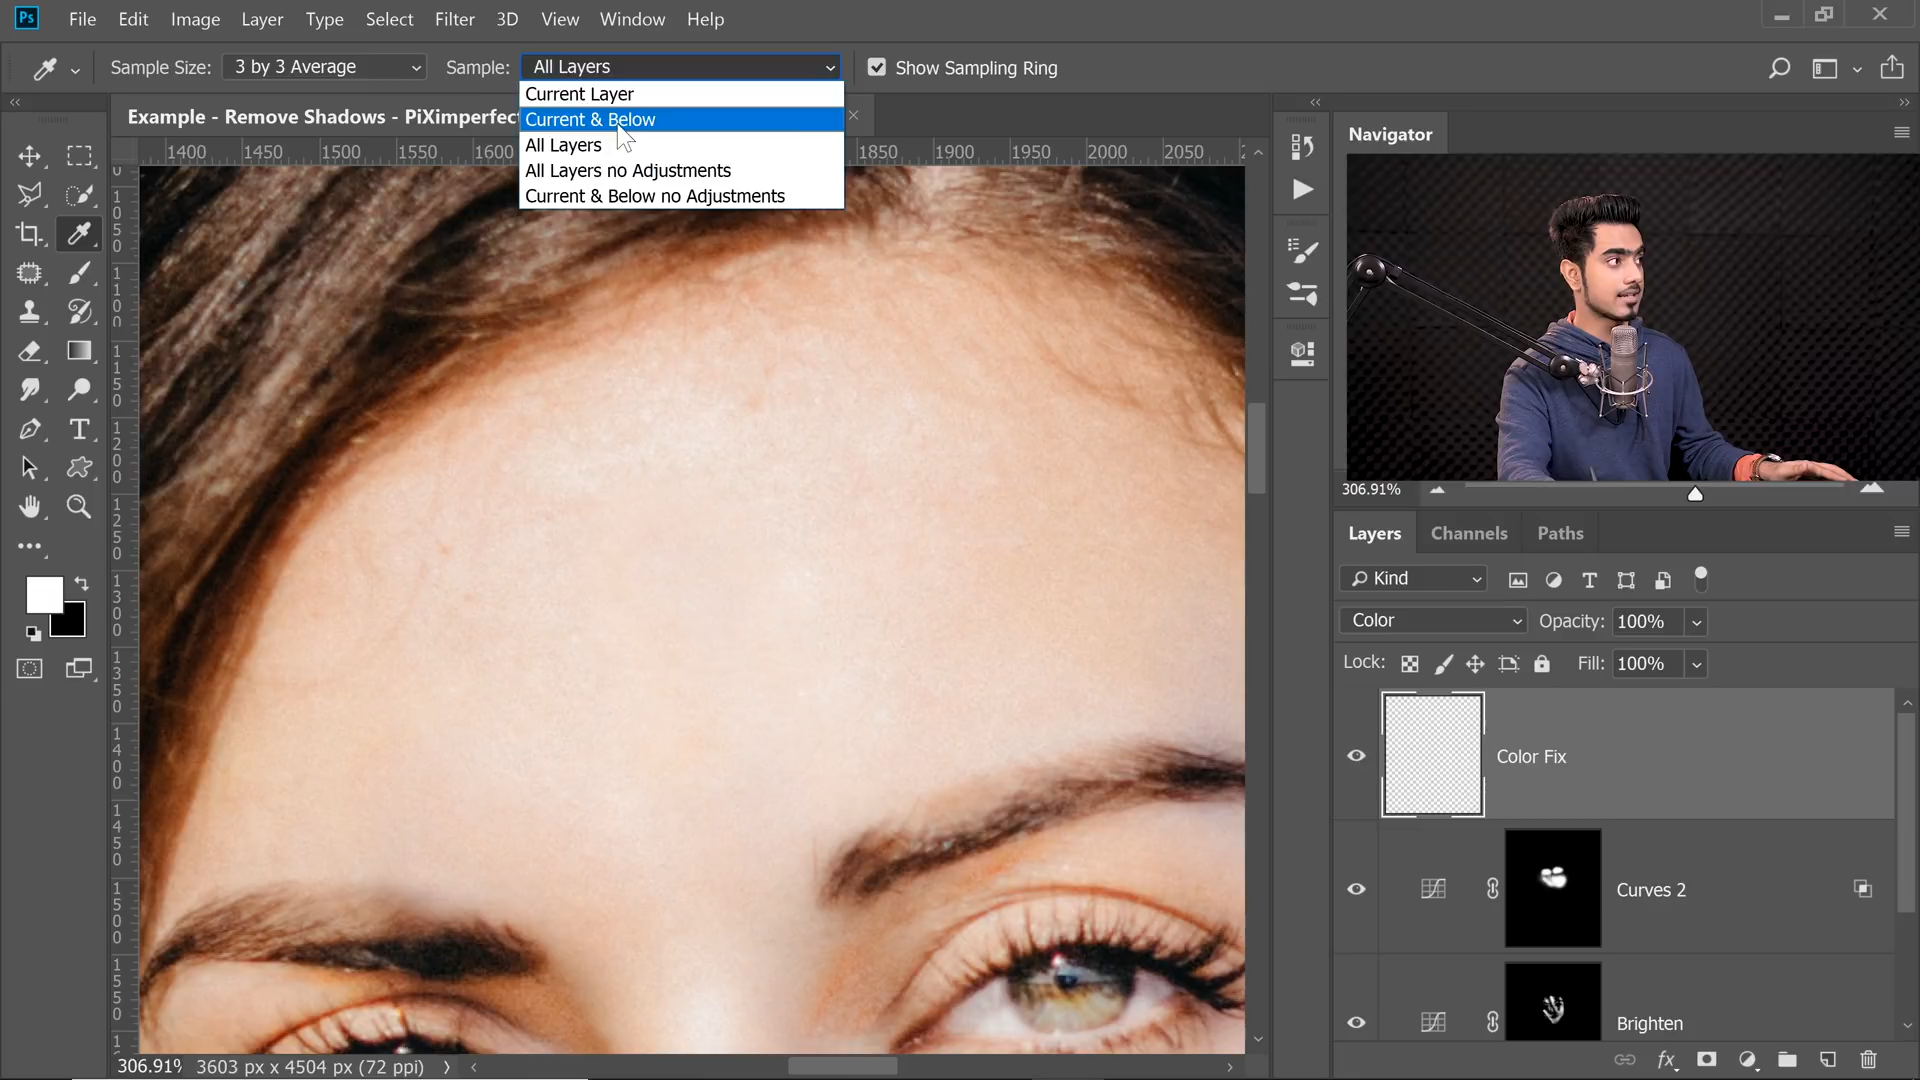 Ps File Edit Image Layer Type Select Filter 3D View Window Help
Sample Size: 3 by 3 Average Sample: All Layers Show Sampling Ring
Current Layer
Current & Below
All Layers
All Layers no Adjustments
Current & Below no Adjustments
Example - Remove Shadows - PiXimperfect
1400 1450 1500 1550 1600 1850 1900 1950 2000 2050
Navigator
306.91%
Layers Channels Paths
Kind
Color Opacity: 100%
Lock: Fill: 100%
Color Fix
Curves 2
Brighten
fx
306.91% 3603 px x 4504 px (72 ppi)